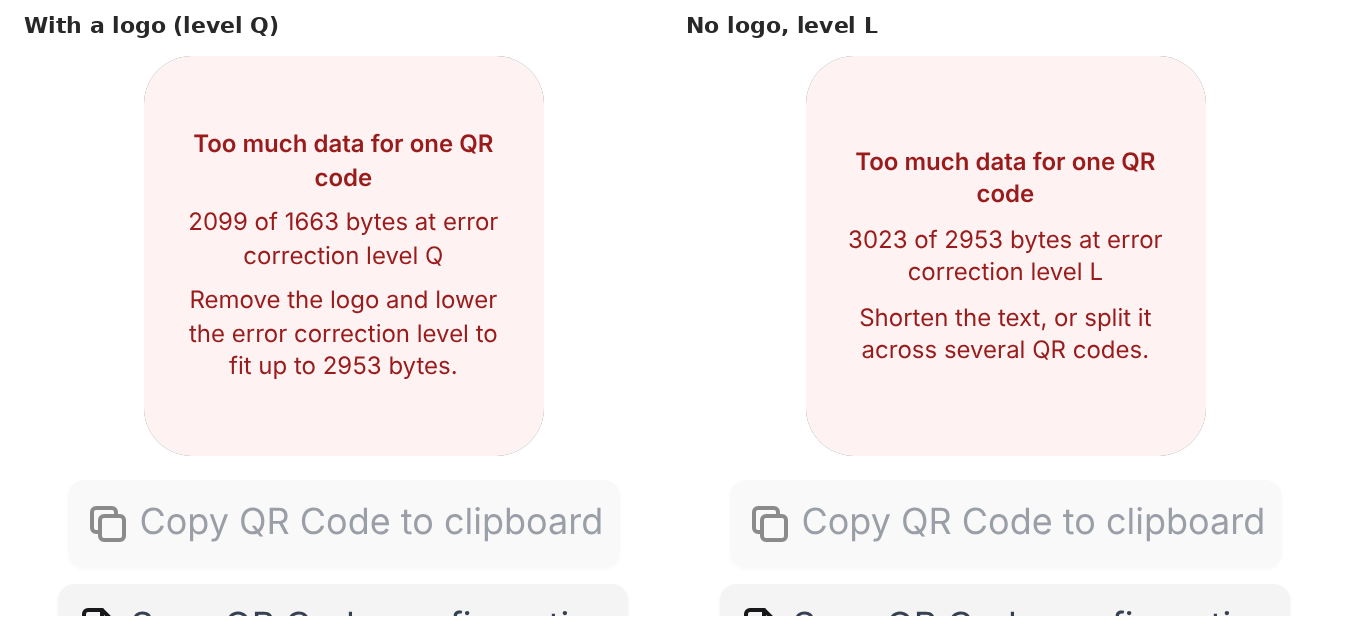 With a logo (level Q)
Too much data for one QR
code
2099 of 1663 bytes at error
correction level Q
Remove the logo and lower
the error correction level to
fit up to 2953 bytes.
Copy QR Code to clipboard
No logo, level L
Too much data for one QR
code
3023 of 2953 bytes at error
correction level L
Shorten the text, or split it
across several QR codes.
Copy QR Code to clipboard